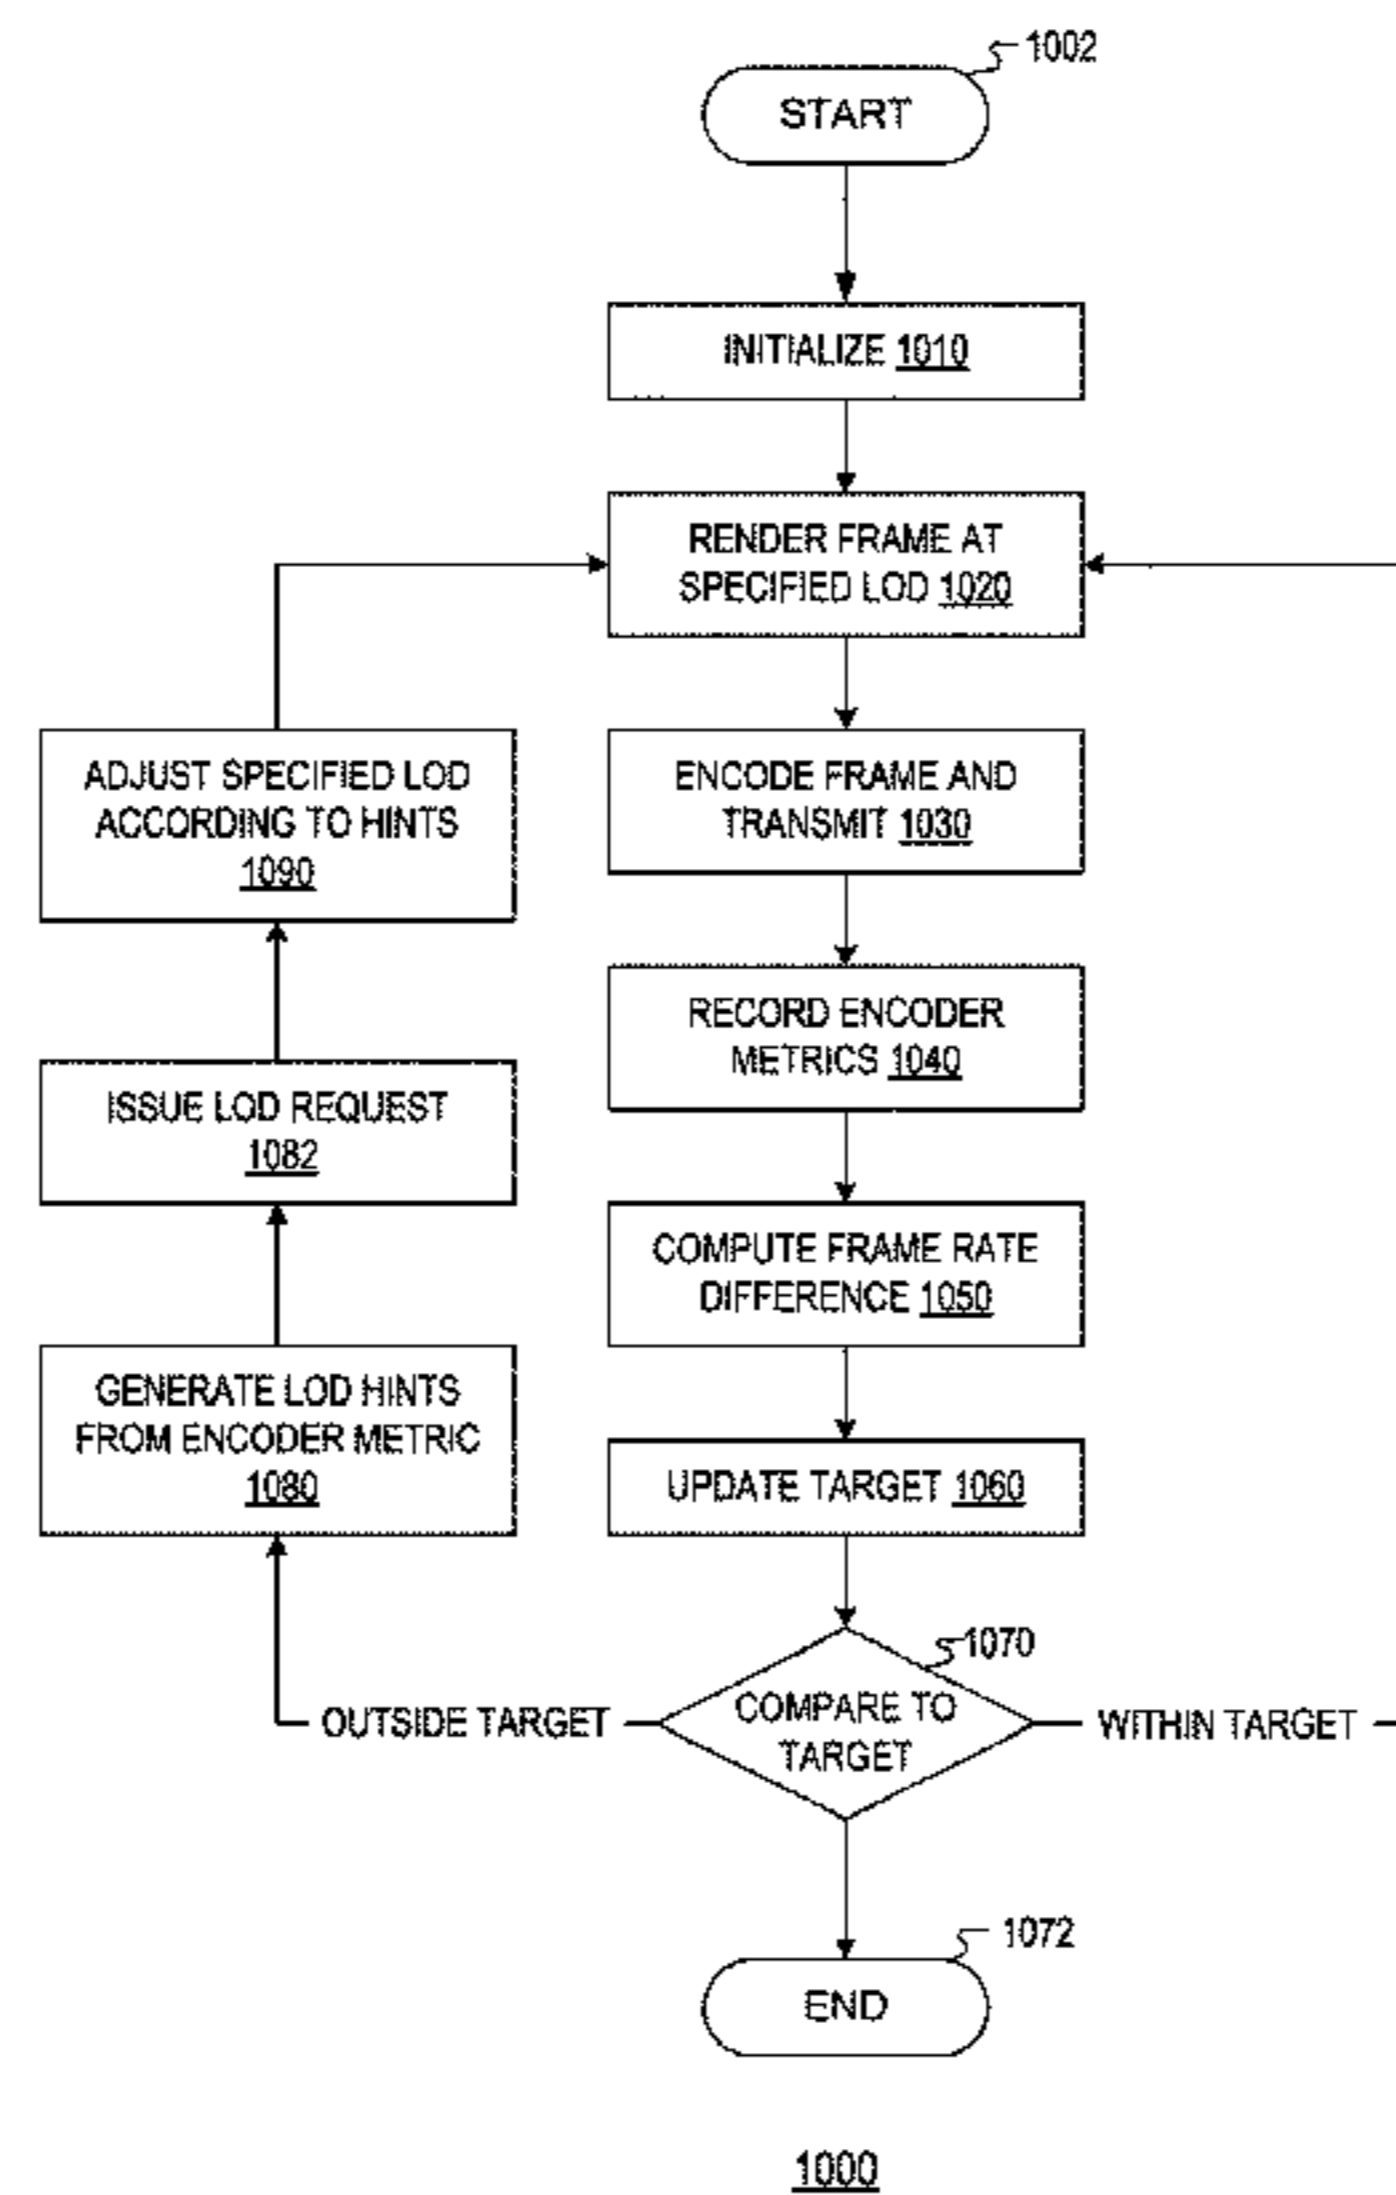 1002
START
INITIALIZE 1010
RENDER FRAME AT
SPECIFIED LOD 1020
ADJUST SPECIFIED LOD
ACCORDING TO HINTS
1090
ENCODE FRAME AND
TRANSMIT 1030
RECORD ENCODER
METRICS 1040
ISSUE LOD REQUEST
1082
COMPUTE FRAME RATE
DIFFERENCE 1050
GENERATE LOD HINTS
FROM ENCODER METRIC
1080
UPDATE TARGET 1060
1070
OUTSIDE TARGET
COMPARE TO
TARGET
WITHIN TARGET
1072
END
1000